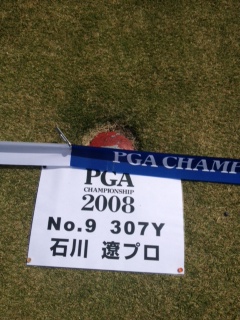 PGA CHAMP
PGA
CHAMPIONSHIP
2008
No.9 307Y
石川 遼プロ